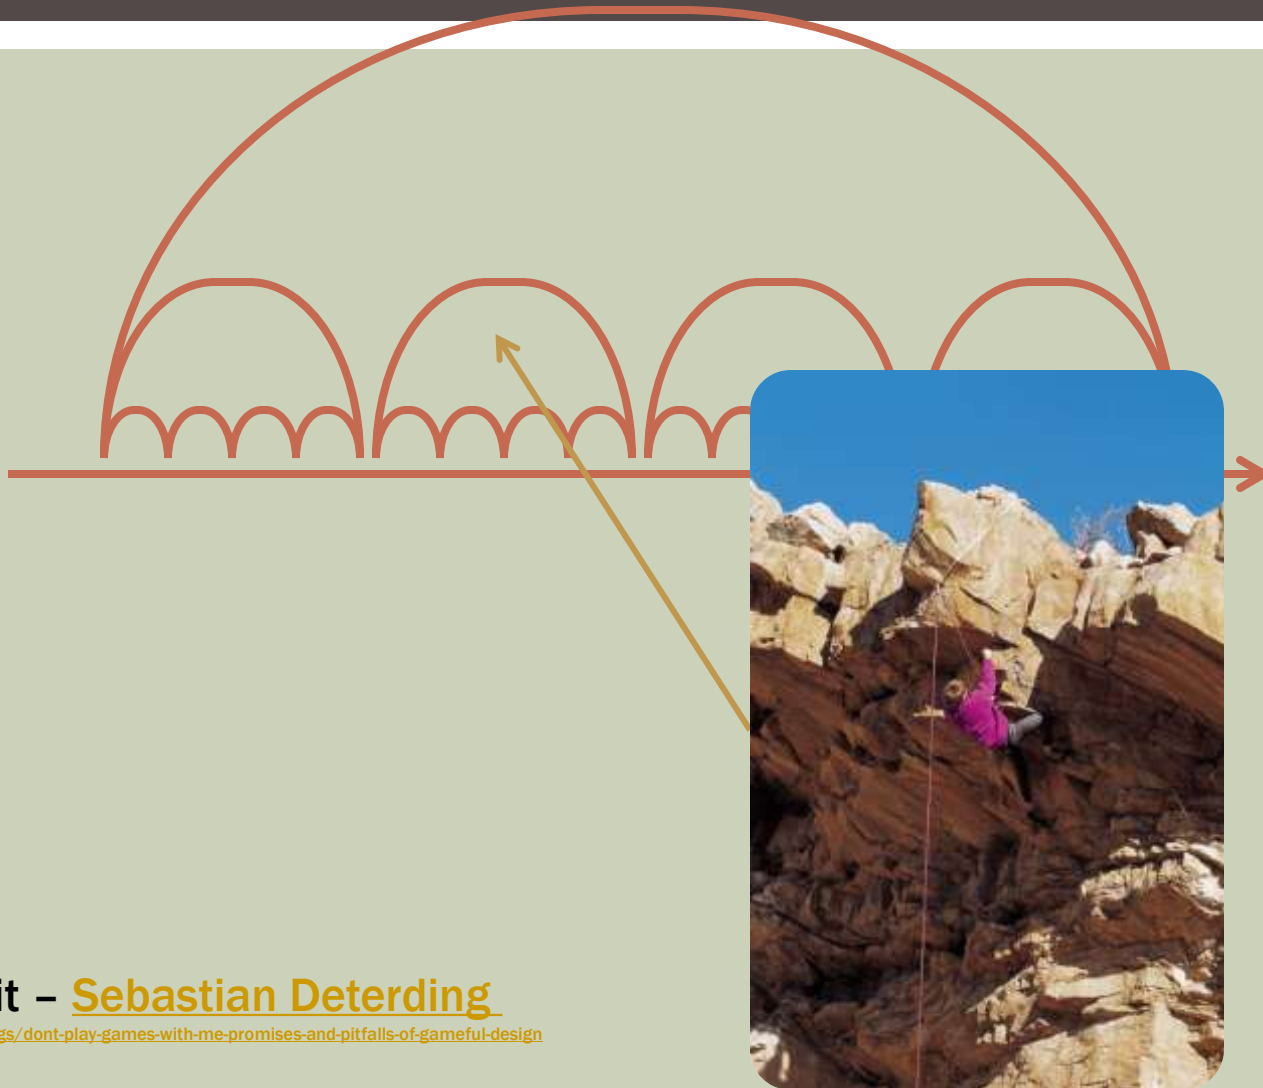 it – Sebastian Deterding
gs/dont-play-games-with-me-promises-and-pitfalls-of-gameful-design